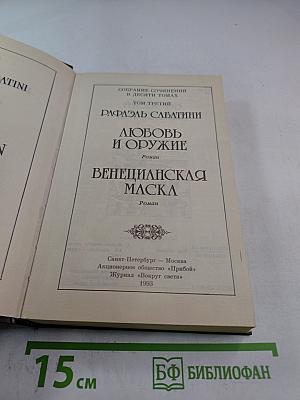 ATINI
N
СОБРАНИЕ СОЧИНЕНИЙ
В ДЕСЯТИ ТОМАХ
ТОМ ТРЕТИЙ
РАФАЭЛЬ САБАТИНИ
ЛЮБОВЬ
И ОРУЖИЕ
Роман
ВЕНЕЦИАНСКАЯ
МАСКА
Роман
Санкт-Петербург — Москва
Акционерное общество «Прибой»
Журнал «Вокруг света»
1993
15 см
БФ БИБЛИОФАН